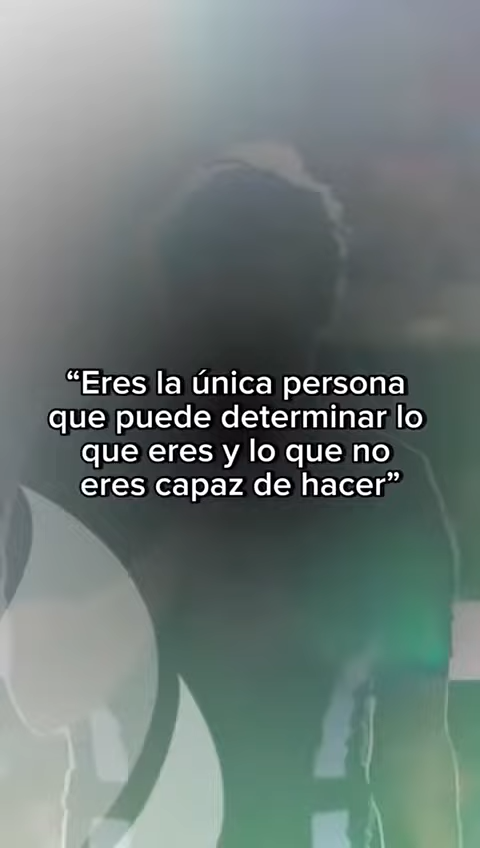 “Eres la única persona
que puede determinar lo
que eres y lo que no
eres capaz de hacer”